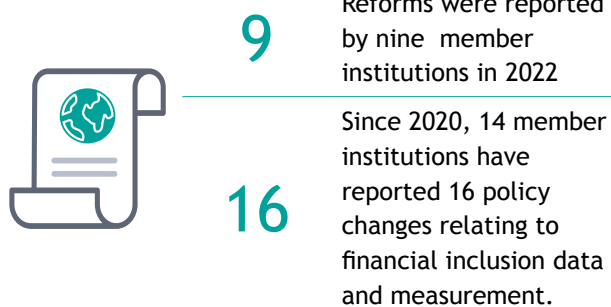 9
Reforms were reported
by nine member
institutions in 2022
16
Since 2020, 14 member
institutions have
reported 16 policy
changes relating to
financial inclusion data
and measurement.